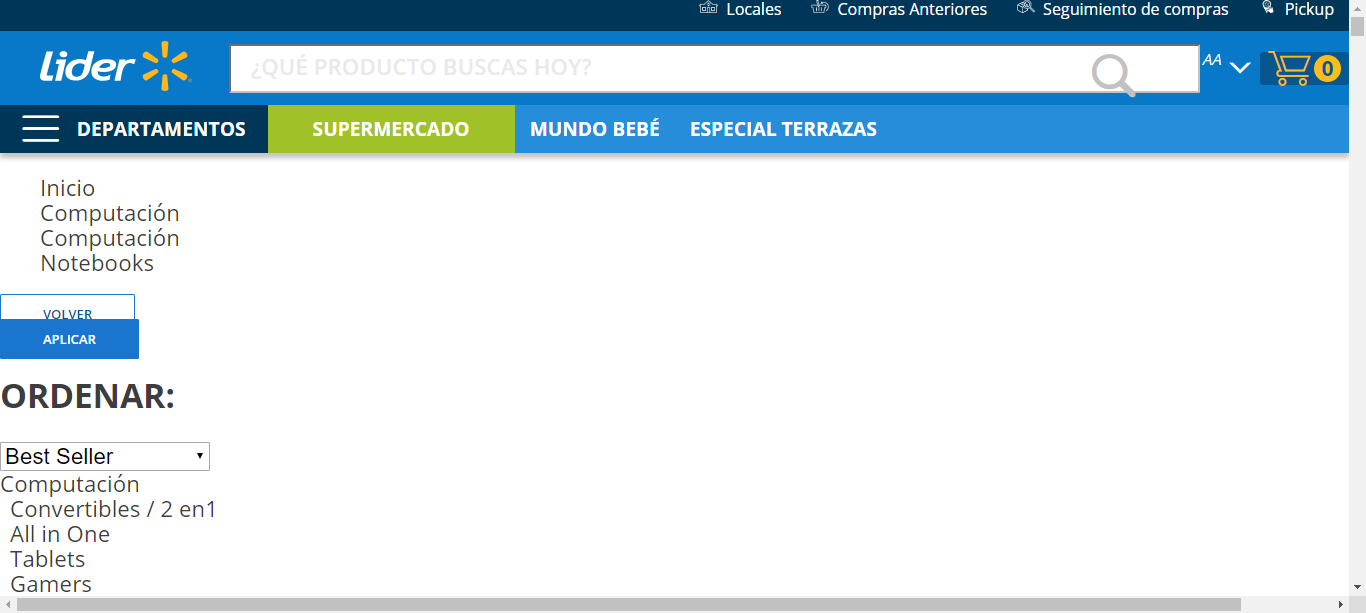 Locales Compras Anteriores Seguimiento de compras Pickup
Lider ¿QUÉ PRODUCTO BUSCAS HOY? AA 0
DEPARTAMENTOS SUPERMERCADO MUNDO BEBÉ ESPECIAL TERRAZAS
Inicio
Computación
Computación
Notebooks
VOLVER
APLICAR
ORDENAR:
Best Seller
Computación
Convertibles / 2 en1
All in One
Tablets
Gamers